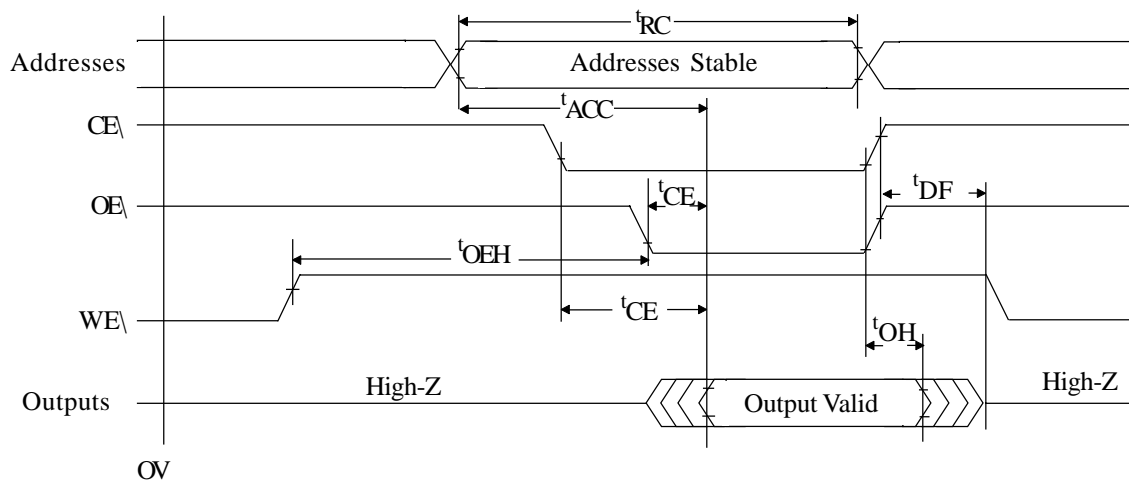 tRC
Addresses
Addresses Stable
tACC
CE\
tCE
tDF
OE\
tOEH
tCE
WE\
tOH
High-Z
High-Z
Outputs
Output Valid
OV